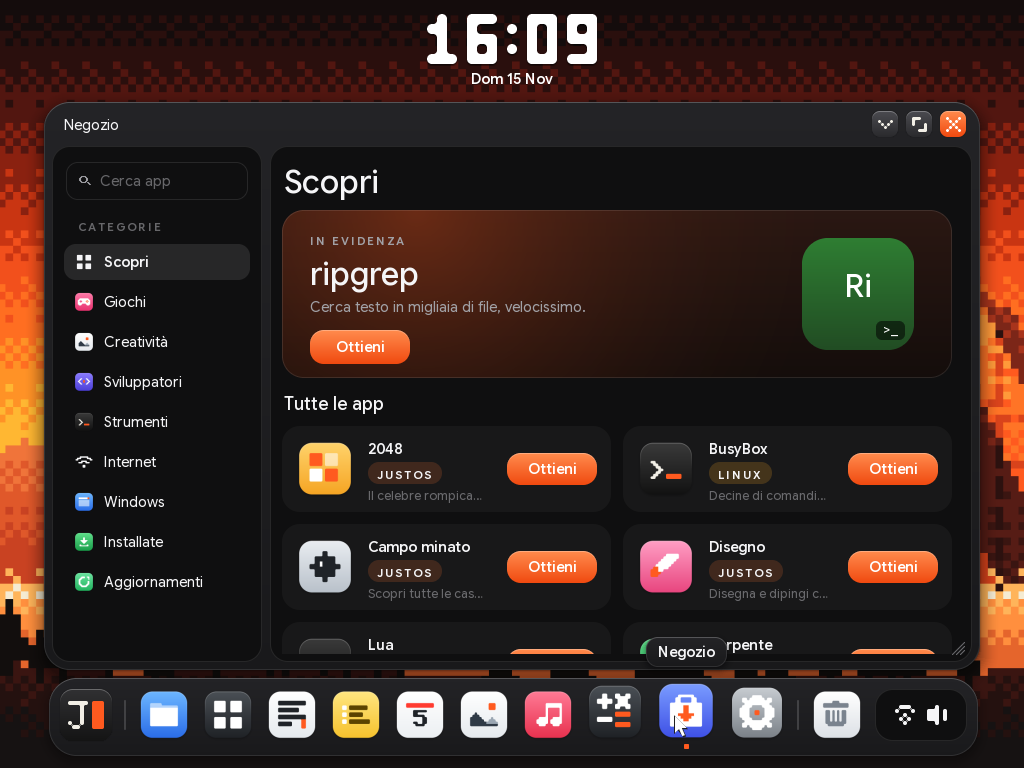 16:09
Dom 15 Nov
Negozio
Cerca app
CATEGORIE
Scopri
Giochi
Creatività
Sviluppatori
Strumenti
Internet
Windows
Installate
Aggiornamenti
Scopri
IN EVIDENZA
ripgrep
Cerca testo in migliaia di file, velocissimo.
Ottieni
Ri
>_
Tutte le app
2048
JUSTOS
Il celebre rompica...
Ottieni
BusyBox
LINUX
Decine di comandi...
Ottieni
Campo minato
JUSTOS
Scopri tutte le cas...
Ottieni
Disegno
JUSTOS
Disegna e dipingi c...
Ottieni
Lua
rpente
Negozio
5